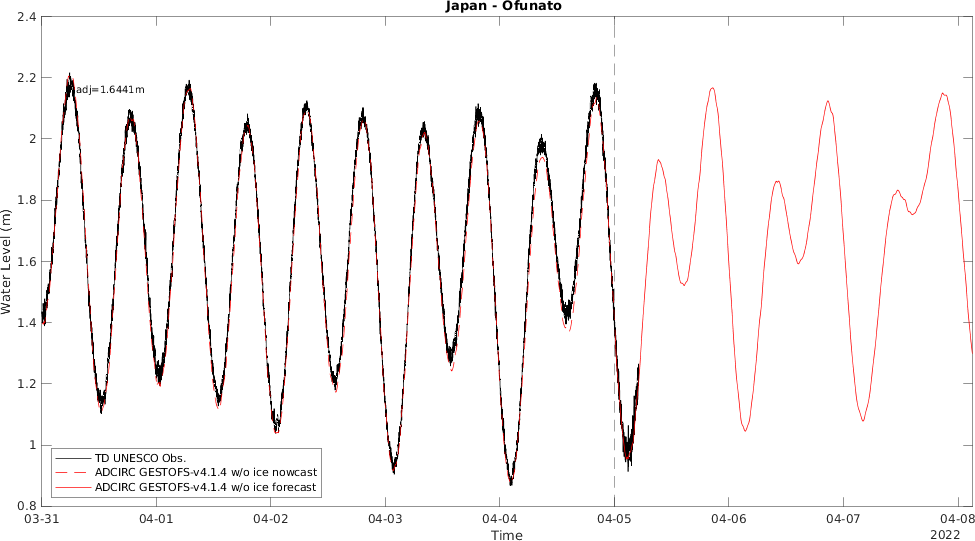 Japan - Ofunato
2.4
2.2
2
1.8
1.6
1.4
1.2
1
0.8
Water Level (m)
adj=1.6441m
TD UNESCO Obs.
ADCIRC GESTOFS-v4.1.4 w/o ice nowcast
ADCIRC GESTOFS-v4.1.4 w/o ice forecast
03-31 04-01 04-02 04-03 04-04 04-05 04-06 04-07 04-08
Time
2022